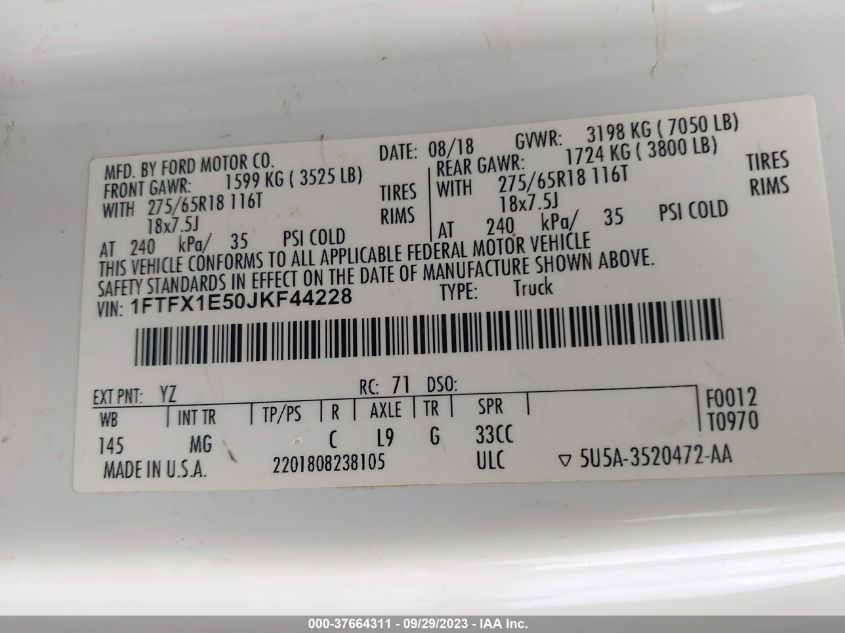 MFD. BY FORD MOTOR CO.
DATE: 08/18 GVWR: 3198 KG ( 7050 LB)
FRONT GAWR: 1599 KG ( 3525 LB)
REAR GAWR: 1724 KG ( 3800 LB)
WITH 275/65R18 116T TIRES
WITH 275/65R18 116T TIRES
18x7.5J RIMS
18x7.5J RIMS
AT 240 kPa/ 35 PSI COLD
AT 240 kPa/ 35 PSI COLD
THIS VEHICLE CONFORMS TO ALL APPLICABLE FEDERAL MOTOR VEHICLE
SAFETY STANDARDS IN EFFECT ON THE DATE OF MANUFACTURE SHOWN ABOVE.
VIN: 1FTFX1E50JKF44228 TYPE: Truck
EXT PNT: YZ RC: 71 DSO: F0012
WB INT TR TP/PS R AXLE TR SPR T0970
145 MG C L9 G 33CC
MADE IN U.S.A. 2201808238105 ULC ▽ 5U5A-3520472-AA
000-37664311 - 09/29/2023 - IAA Inc.